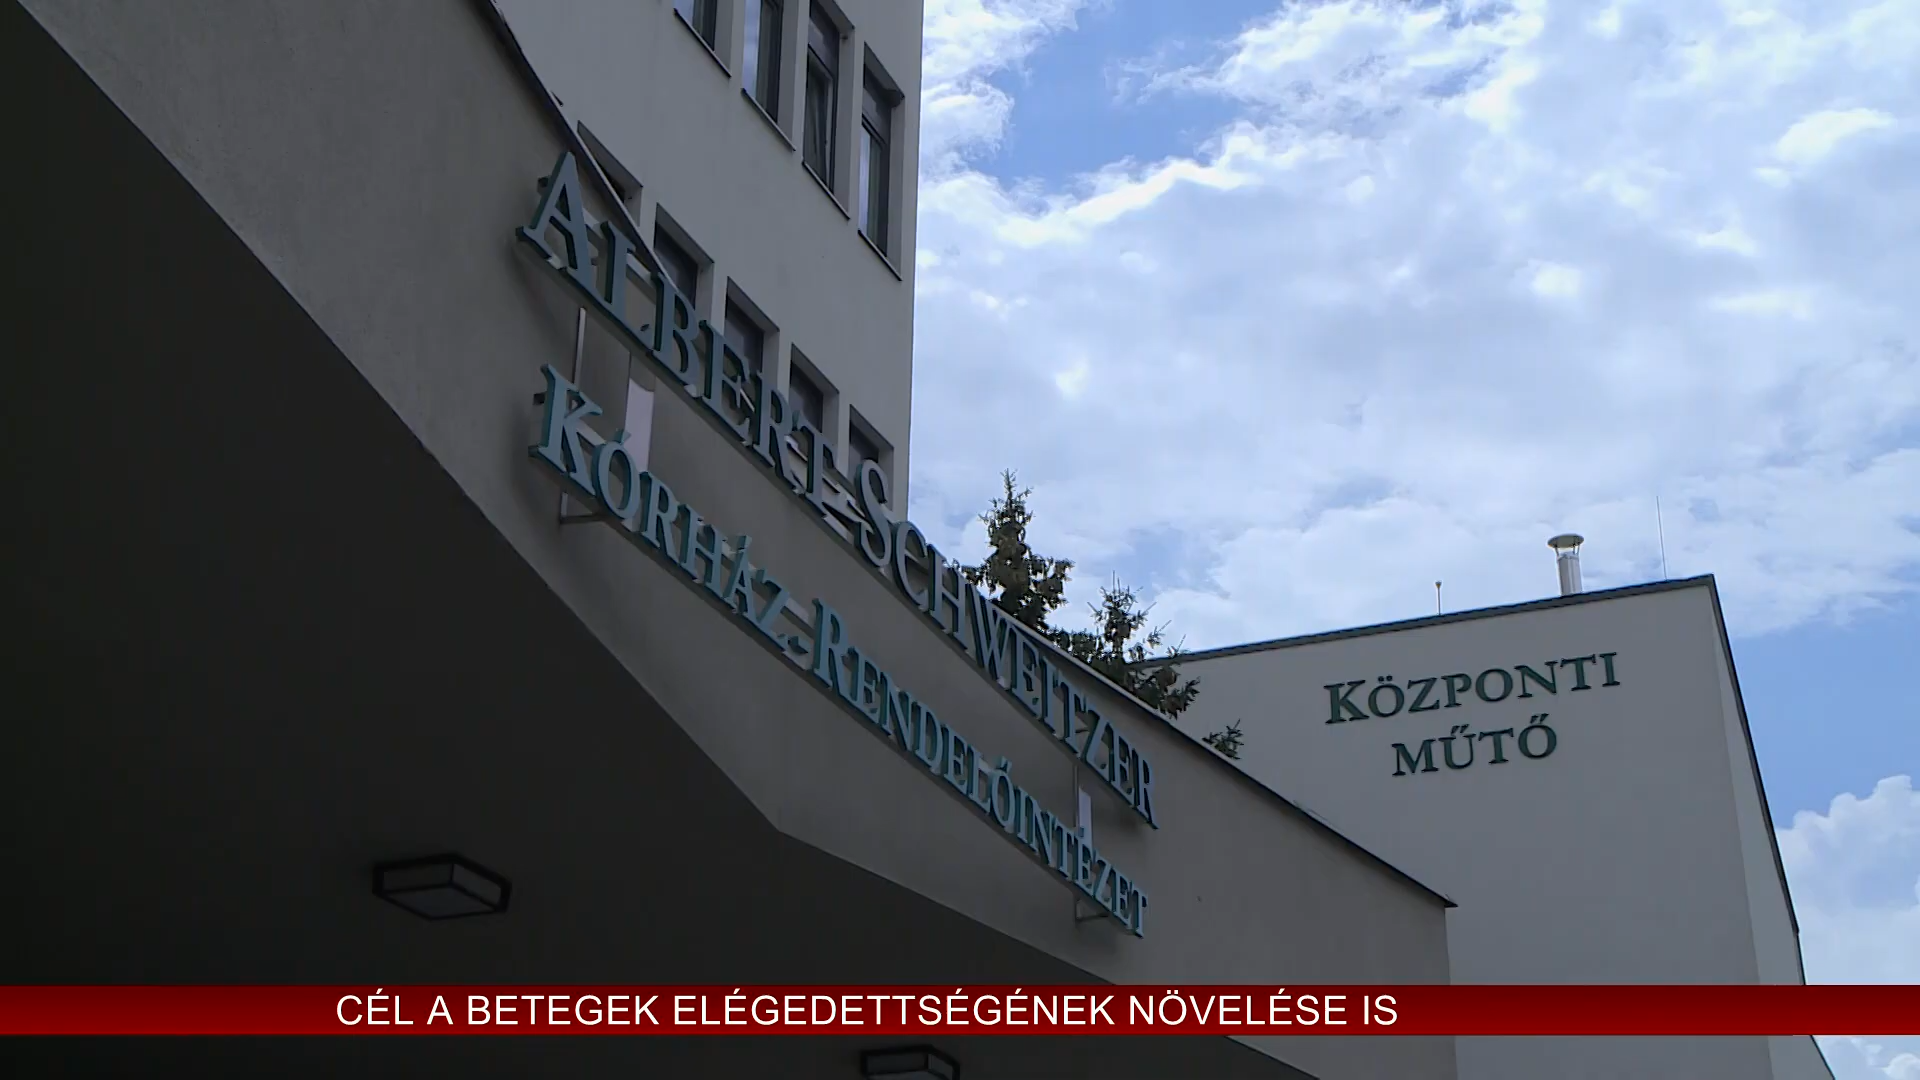 ALBERT SCHWEITZER
KÓRHÁZ-RENDELŐINTÉZET
KÖZPONTI
MŰTŐ
CÉL A BETEGEK ELÉGEDETTSÉGÉNEK NÖVELÉSE IS